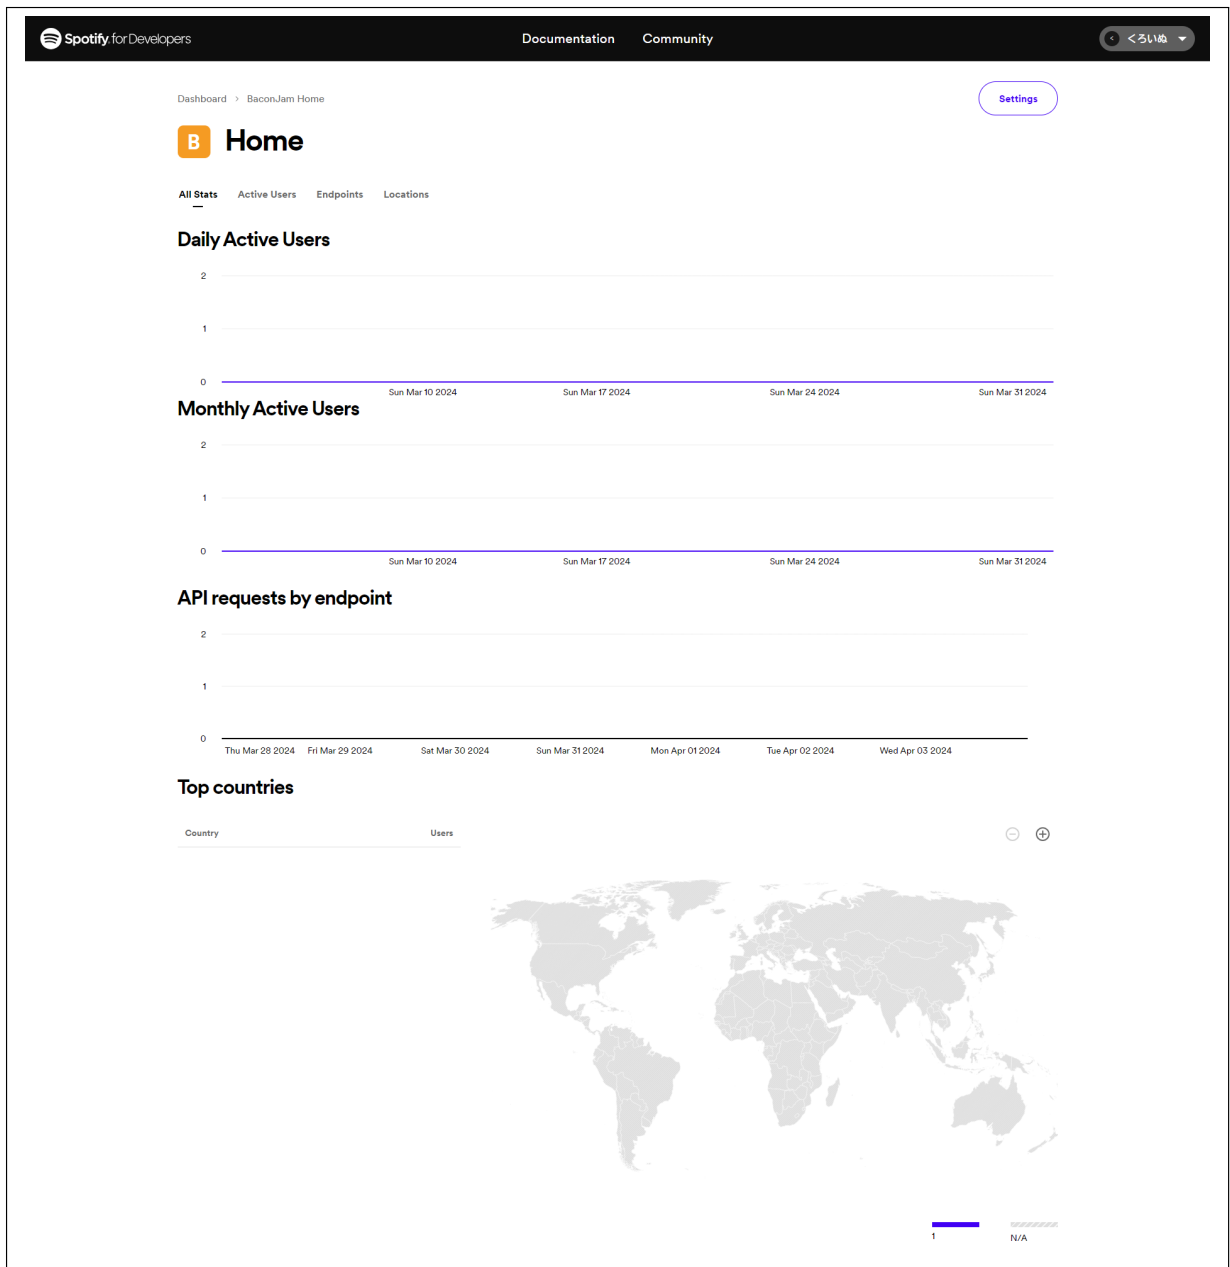 Spotify for Developers
Documentation Community
く くろいぬ
Dashboard > BaconJam Home
Settings
B Home
All Stats Active Users Endpoints Locations
Daily Active Users
2
1
0
Sun Mar 10 2024 Sun Mar 17 2024 Sun Mar 24 2024 Sun Mar 31 2024
Monthly Active Users
2
1
0
Sun Mar 10 2024 Sun Mar 17 2024 Sun Mar 24 2024 Sun Mar 31 2024
API requests by endpoint
2
1
0
Thu Mar 28 2024 Fri Mar 29 2024 Sat Mar 30 2024 Sun Mar 31 2024 Mon Apr 01 2024 Tue Apr 02 2024 Wed Apr 03 2024
Top countries
Country Users
1 N/A